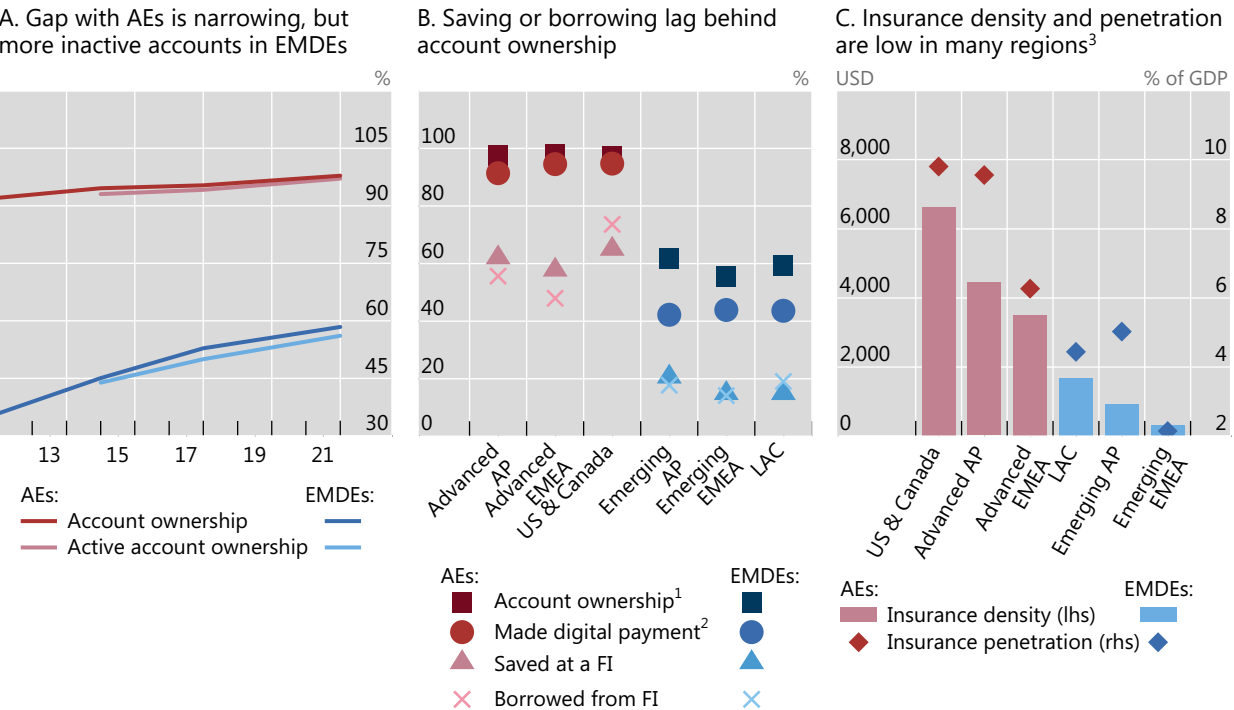 A. Gap with AEs is narrowing, but
more inactive accounts in EMDEs
%
105
90
75
60
45
30
13 15 17 19 21
AEs: EMDEs:
Account ownership
Active account ownership
B. Saving or borrowing lag behind
account ownership
%
100
80
60
40
20
0
Advanced
AP
Advanced
EMEA
US & Canada
Emerging
AP
Emerging
EMEA
LAC
AEs: EMDEs:
Account ownership1
Made digital payment2
Saved at a FI
Borrowed from FI
C. Insurance density and penetration
are low in many regions3
USD % of GDP
8,000 10
6,000 8
4,000 6
2,000 4
0 2
US & Canada
Advanced AP
Advanced
EMEA
LAC
Emerging AP
Emerging
EMEA
AEs: EMDEs:
Insurance density (lhs)
Insurance penetration (rhs)